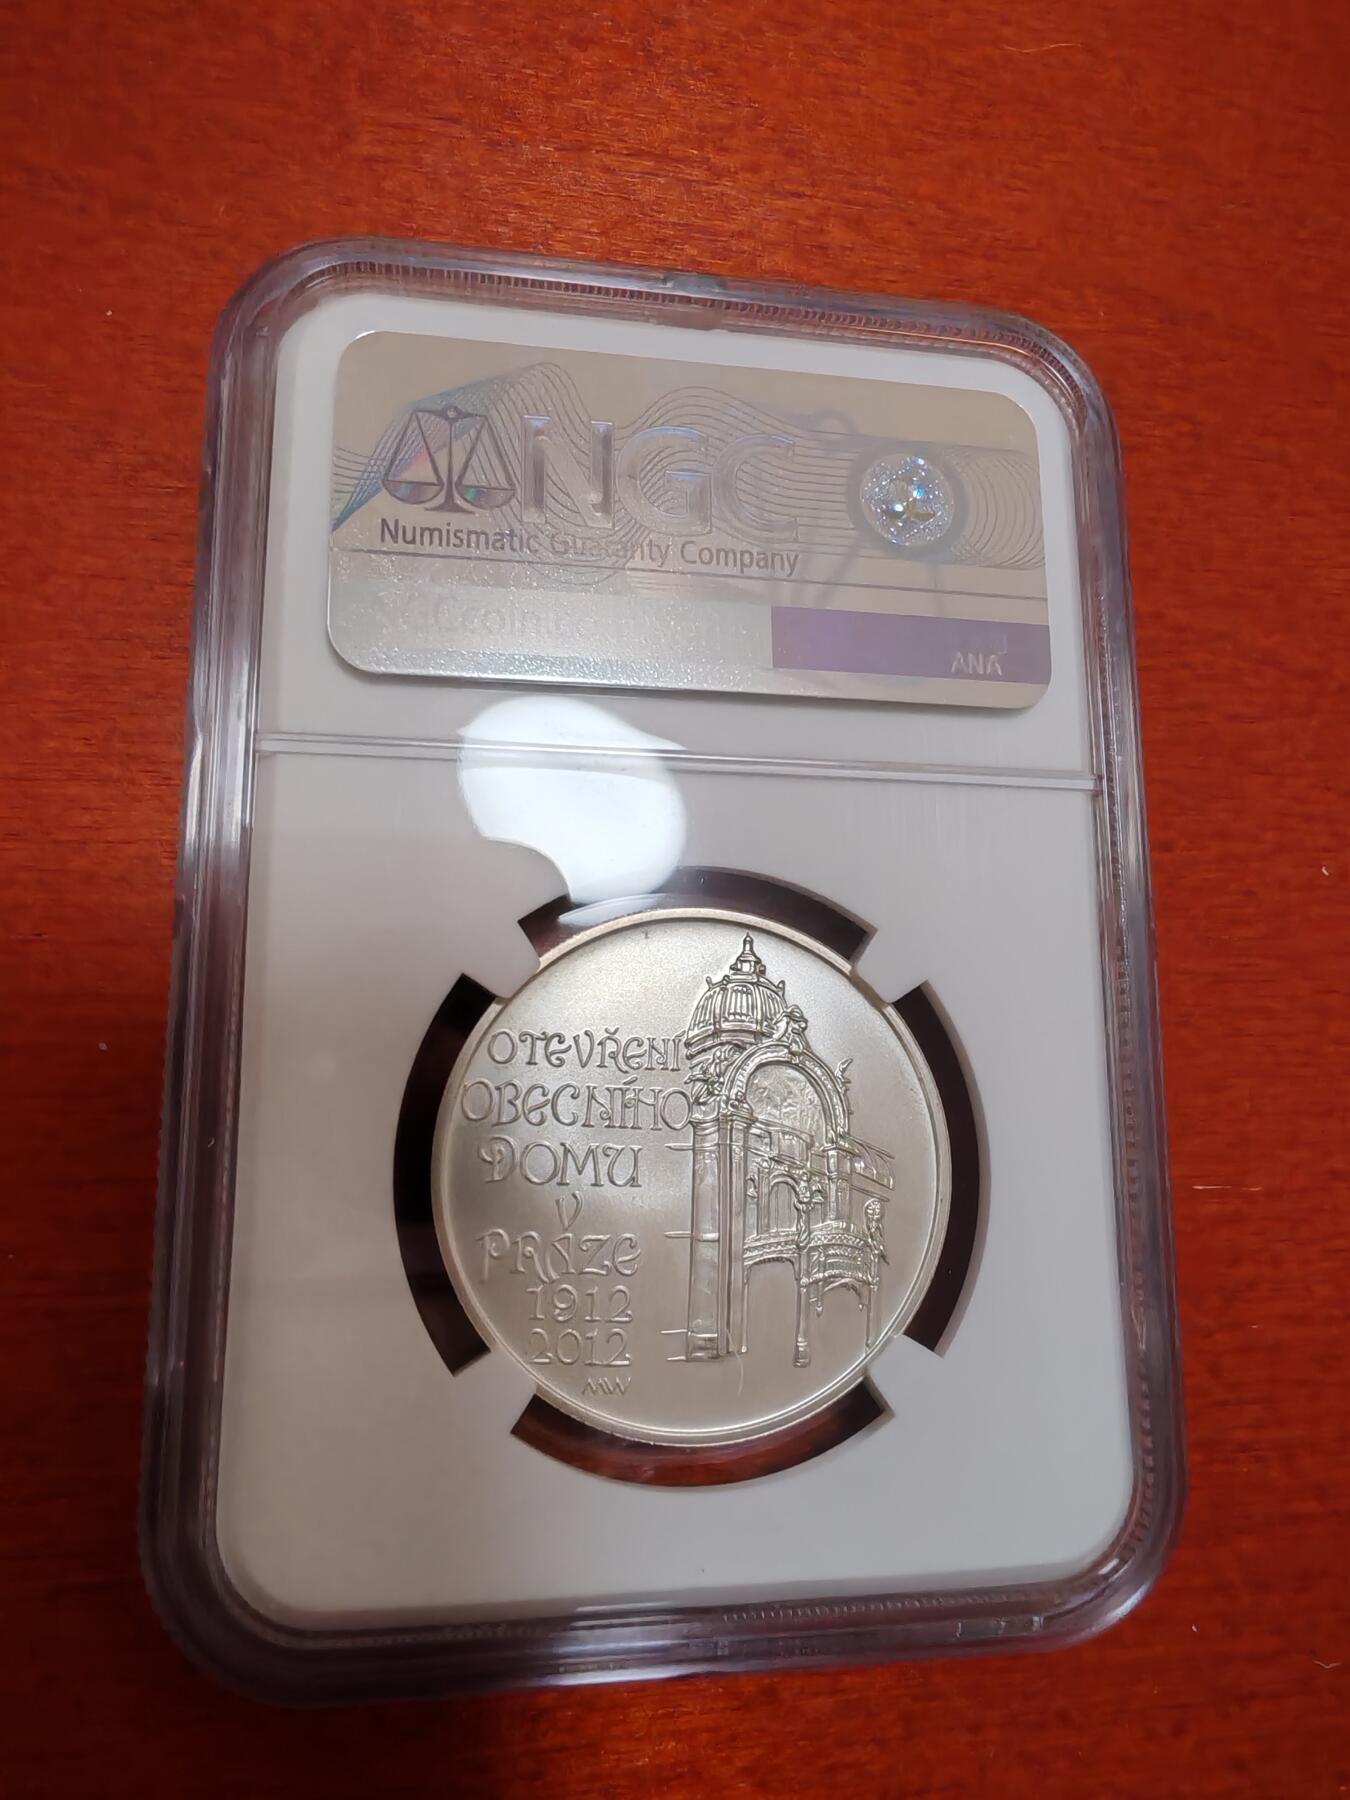 NGC
Numismatic Guaranty Company
ANA
OTEVŘENÍ
OBECNÍHO
DOMU
V
PRAZE
1912
2012
MW